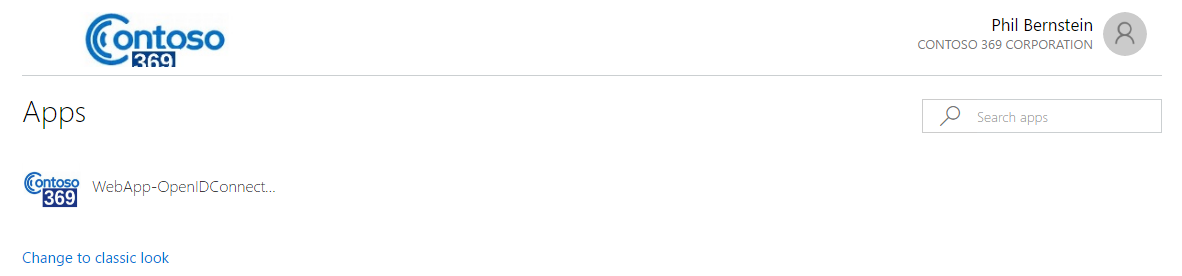 Contoso
369
Phil Bernstein
CONTOSO 369 CORPORATION
Apps
Search apps
Contoso
369
WebApp-OpenIDConnect...
Change to classic look